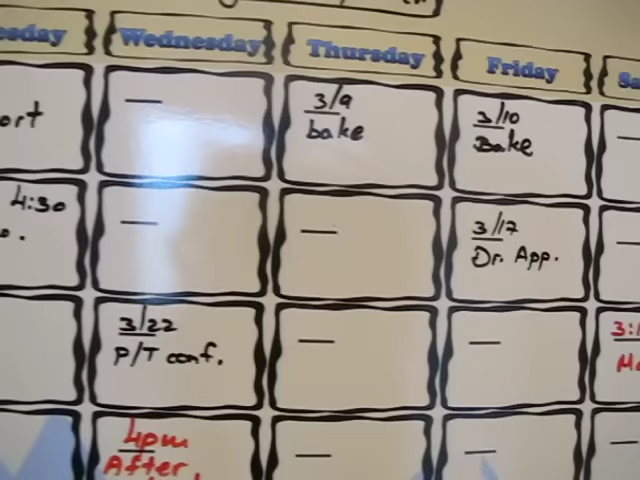 Wednesday
Thursday
Friday
3/9
bake
3/10
Bake
4:30
3/17
Dr. App.
3/22
P/T conf.
4pm
After